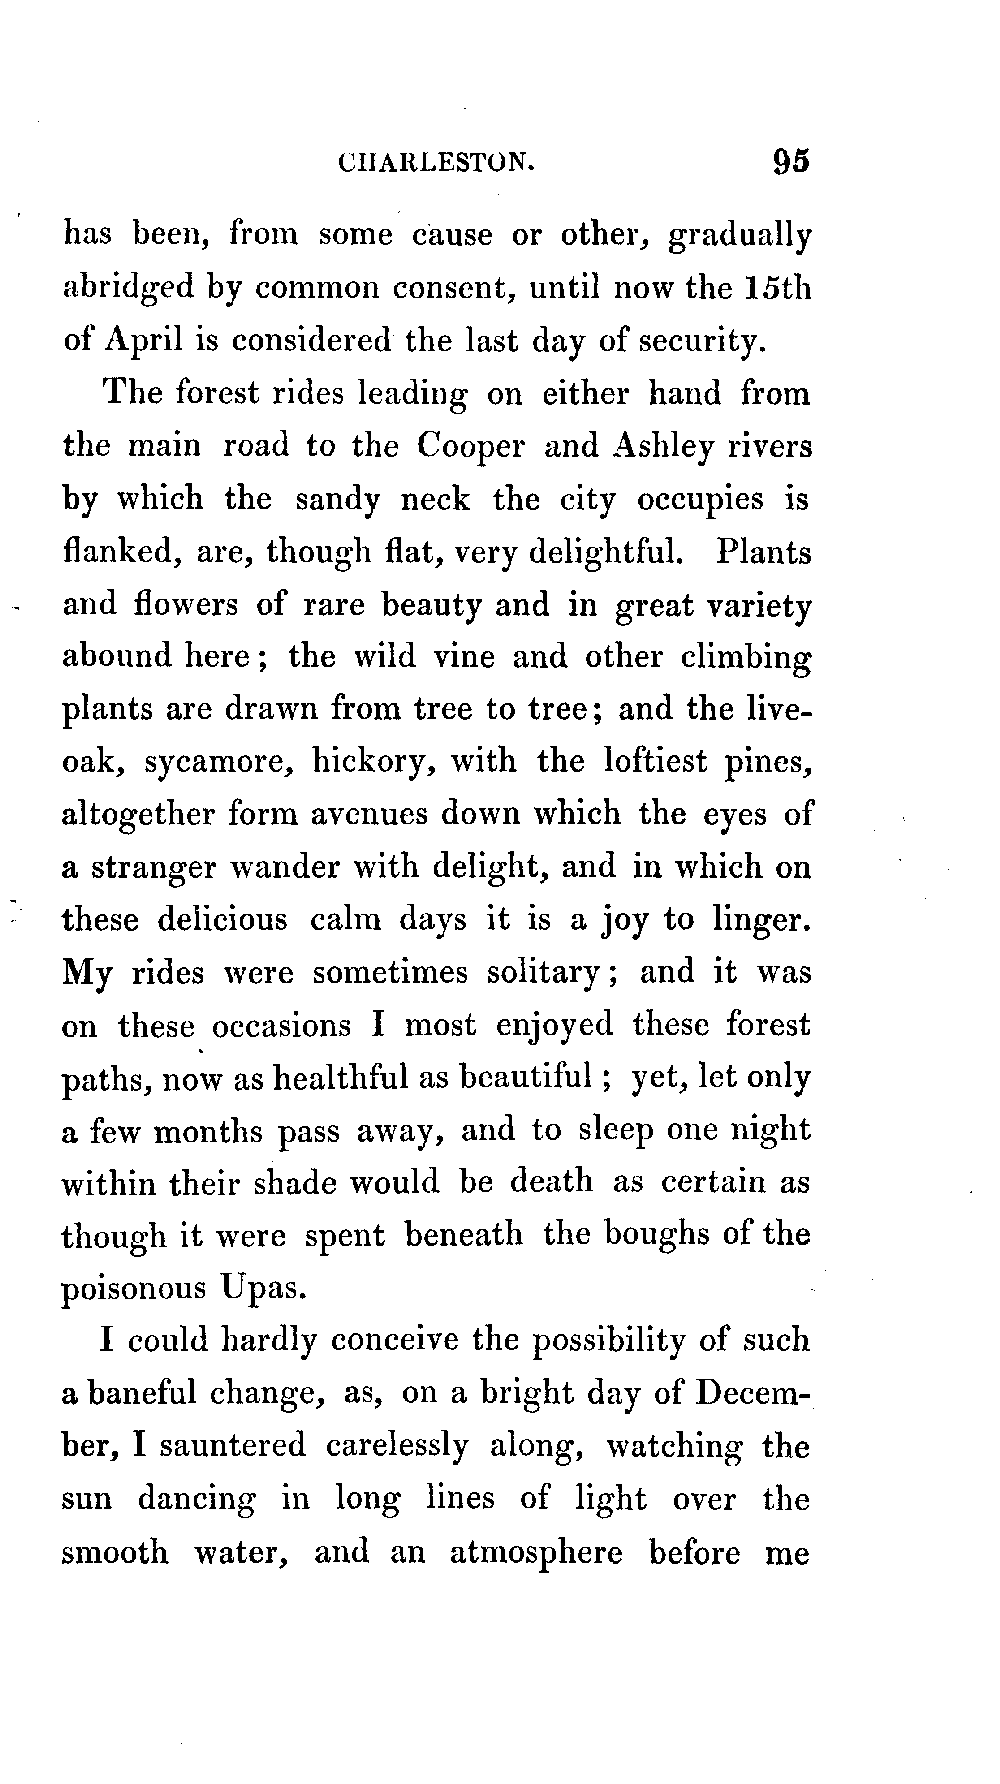 CHARLESTON. 95
has been, from some cause or other, gradually
abridged by common consent, until now the 15th
of April is considered the last day of security.
The forest rides leading on either hand from
the main road to the Cooper and Ashley rivers
by which the sandy neck the city occupies is
flanked, are, though flat, very delightful. Plants
and flowers of rare beauty and in great variety
abound here; the wild vine and other climbing
plants are drawn from tree to tree; and the live-
oak, sycamore, hickory, with the loftiest pines,
altogether form avenues down which the eyes of
a stranger wander with delight, and in which on
these delicious calm days it is a joy to linger.
My rides were sometimes solitary; and it was
on these occasions I most enjoyed these forest
paths, now as healthful as beautiful; yet, let only
a few months pass away, and to sleep one night
within their shade would be death as certain as
though it were spent beneath the boughs of the
poisonous Upas.
I could hardly conceive the possibility of such
a baneful change, as, on a bright day of Decem-
ber, I sauntered carelessly along, watching the
sun dancing in long lines of light over the
smooth water, and an atmosphere before me